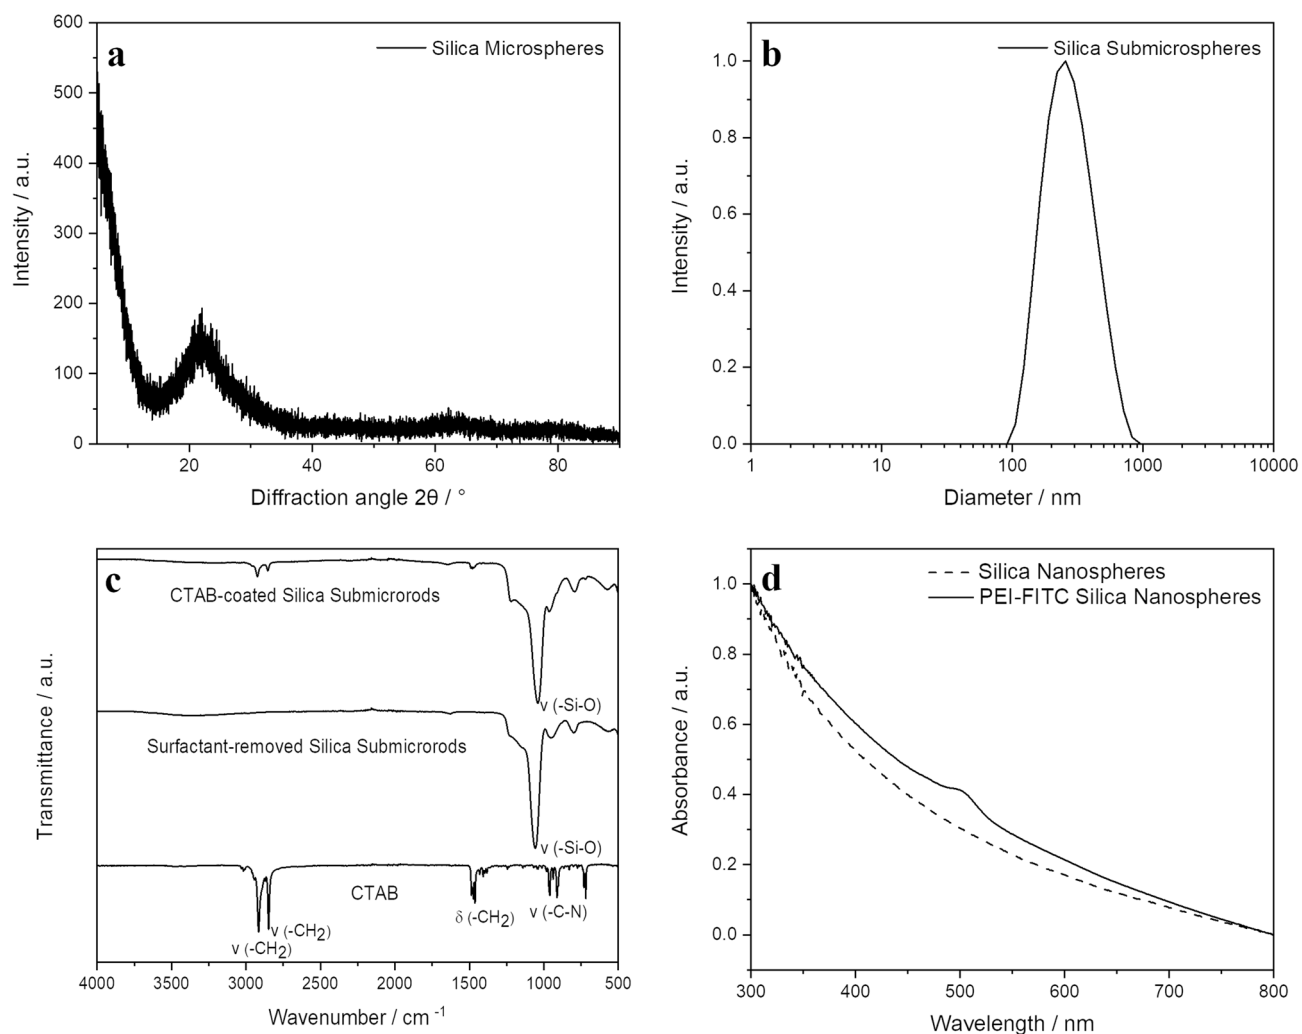 a
Silica Microspheres
600
500
400
300
200
100
0
20
40
60
80
Intensity / a.u.
Diffraction angle 2θ / °
b
Silica Submicrospheres
1.0
0.8
0.6
0.4
0.2
0.0
1
10
100
1000
10000
Intensity / a.u.
Diameter / nm
c
CTAB-coated Silica Submicrorods
ν (-Si-O)
Surfactant-removed Silica Submicrorods
ν (-Si-O)
CTAB
δ (-CH2)
ν (-C-N)
ν (-CH2)
ν (-CH2)
4000
3500
3000
2500
2000
1500
1000
500
Transmittance / a.u.
Wavenumber / cm -1
d
Silica Nanospheres
PEI-FITC Silica Nanospheres
1.0
0.8
0.6
0.4
0.2
0.0
300
400
500
600
700
800
Absorbance / a.u.
Wavelength / nm